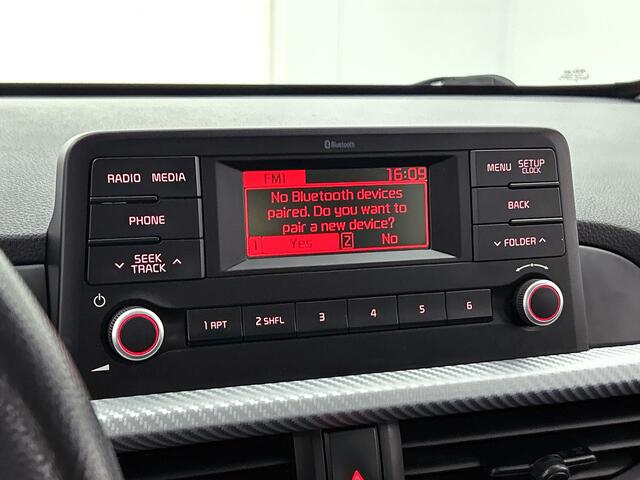 Bluetooth
RADIO MEDIA
PHONE
SEEK
TRACK
FM1 16:09
No Bluetooth devices
paired. Do you want to
pair a new device?
1 Yes 2 No
MENU SETUP
CLOCK
BACK
FOLDER
1 RPT 2 SHFL 3 4 5 6